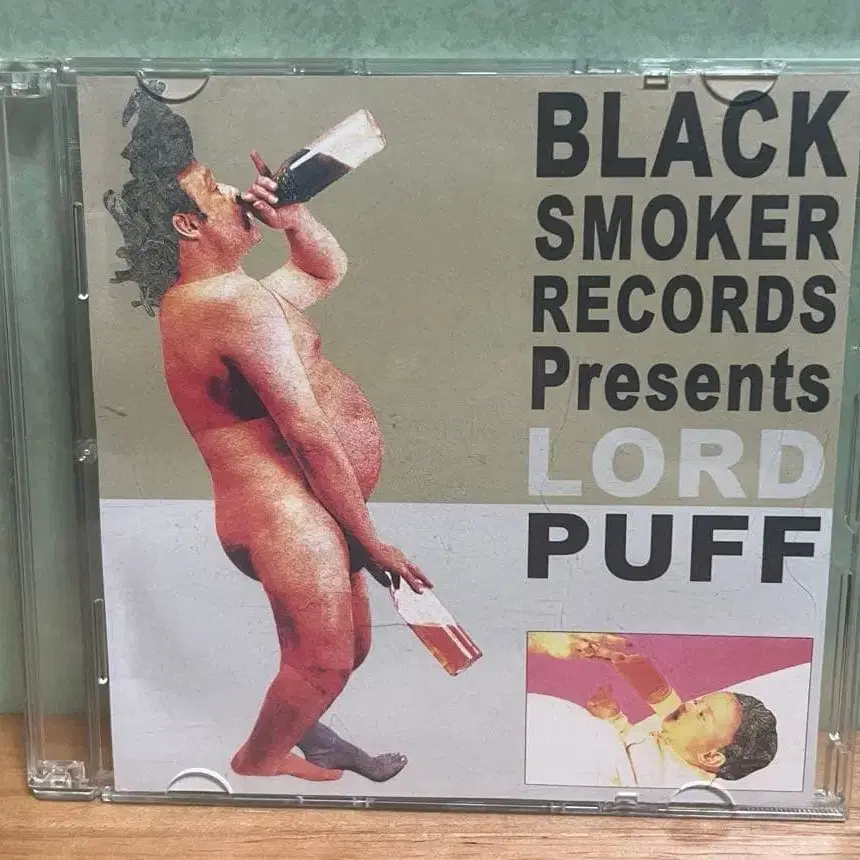 BLACK
SMOKER
RECORDS
Presents
LORD
PUFF